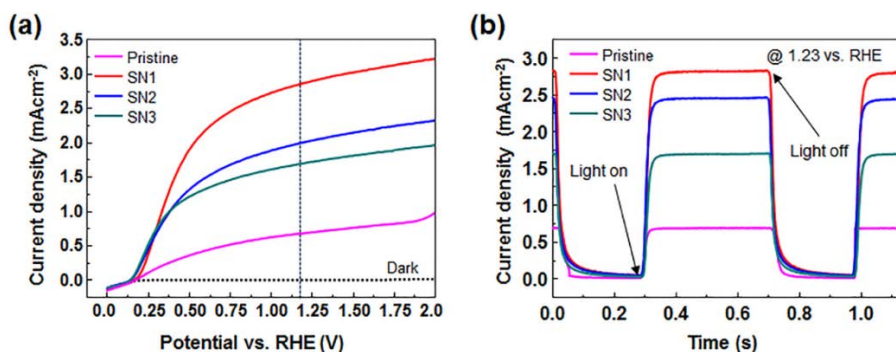 (a)
3.5
3.0
2.5
2.0
1.5
1.0
0.5
0.0
Current density (mAcm⁻²)
Pristine
SN1
SN2
SN3
Dark
0.0 0.25 0.50 0.75 1.00 1.25 1.50 1.75 2.0
Potential vs. RHE (V)
(b)
3.0
2.5
2.0
1.5
1.0
0.5
0.0
Current density (mAcm⁻²)
Pristine
SN1
SN2
SN3
@ 1.23 vs. RHE
Light on
Light off
0.0 0.2 0.4 0.6 0.8 1.0
Time (s)